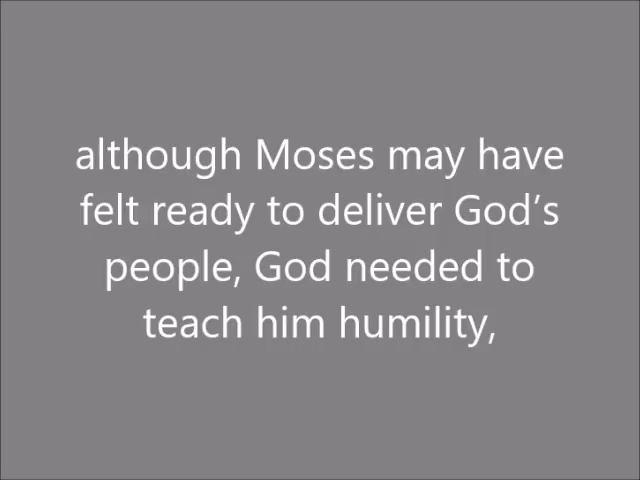 although Moses may have
felt ready to deliver God’s
people, God needed to
teach him humility,